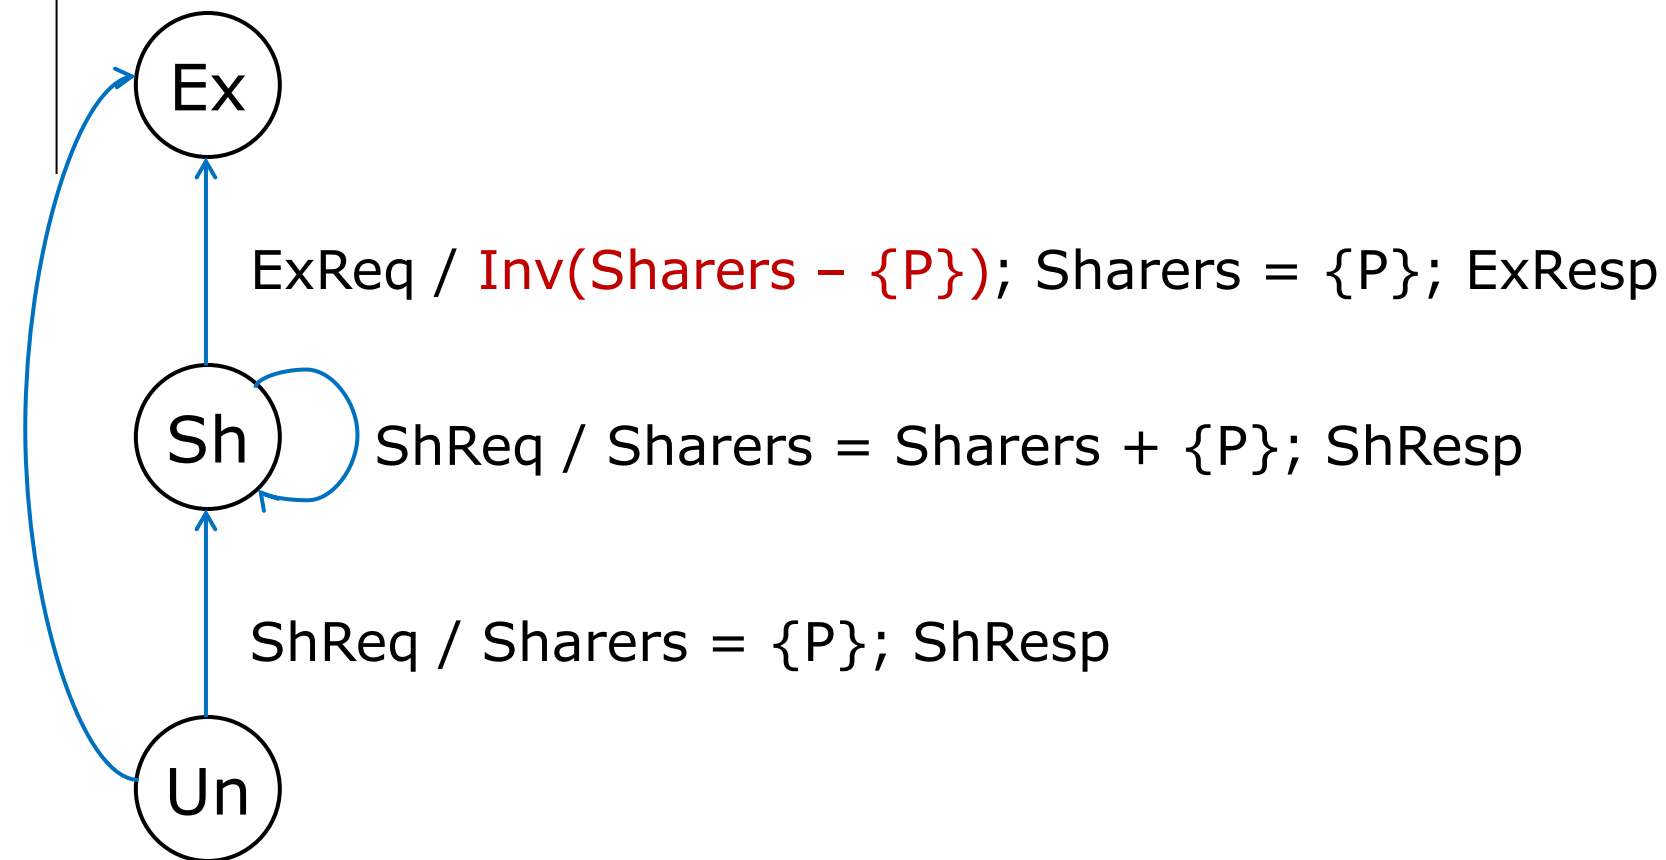 Ex
ExReq / Inv(Sharers – {P}); Sharers = {P}; ExResp
Sh
ShReq / Sharers = Sharers + {P}; ShResp
ShReq / Sharers = {P}; ShResp
Un